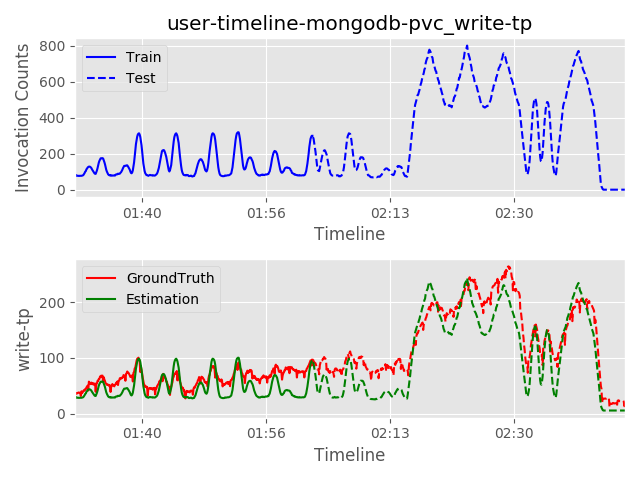 user-timeline-mongodb-pvc_write-tp
800
600
400
200
0
Invocation Counts
Train
Test
01:40
01:56
02:13
02:30
Timeline
200
100
0
write-tp
GroundTruth
Estimation
01:40
01:56
02:13
02:30
Timeline